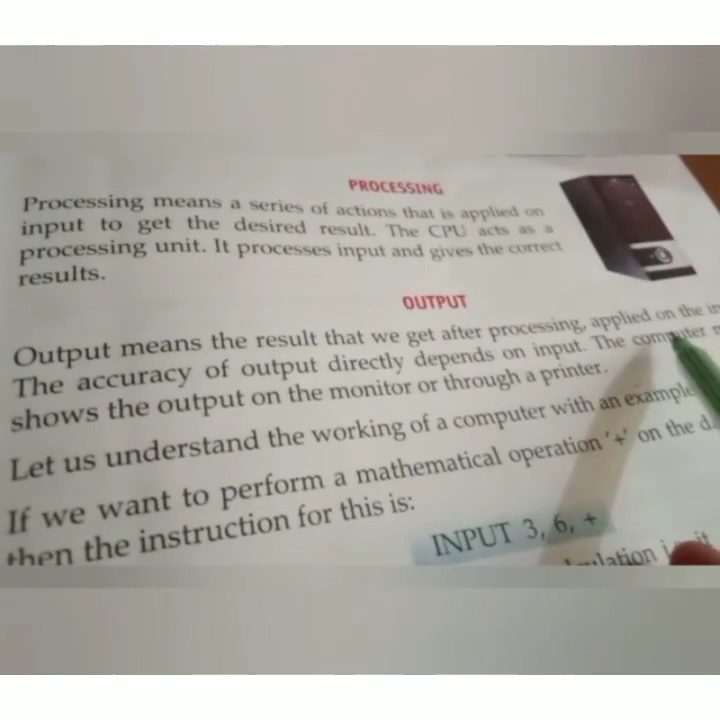 PROCESSING
Processing means a series of actions that is applied on
input to get the desired result. The CPU acts as a
processing unit. It processes input and gives the correct
results.
OUTPUT
Output means the result that we get after processing, applied on the
The accuracy of output directly depends on input. The computer
shows the output on the monitor or through a printer.
Let us understand the working of a computer with an example
If we want to perform a mathematical operation '+' on the
then the instruction for this is:
INPUT 3, 6, +